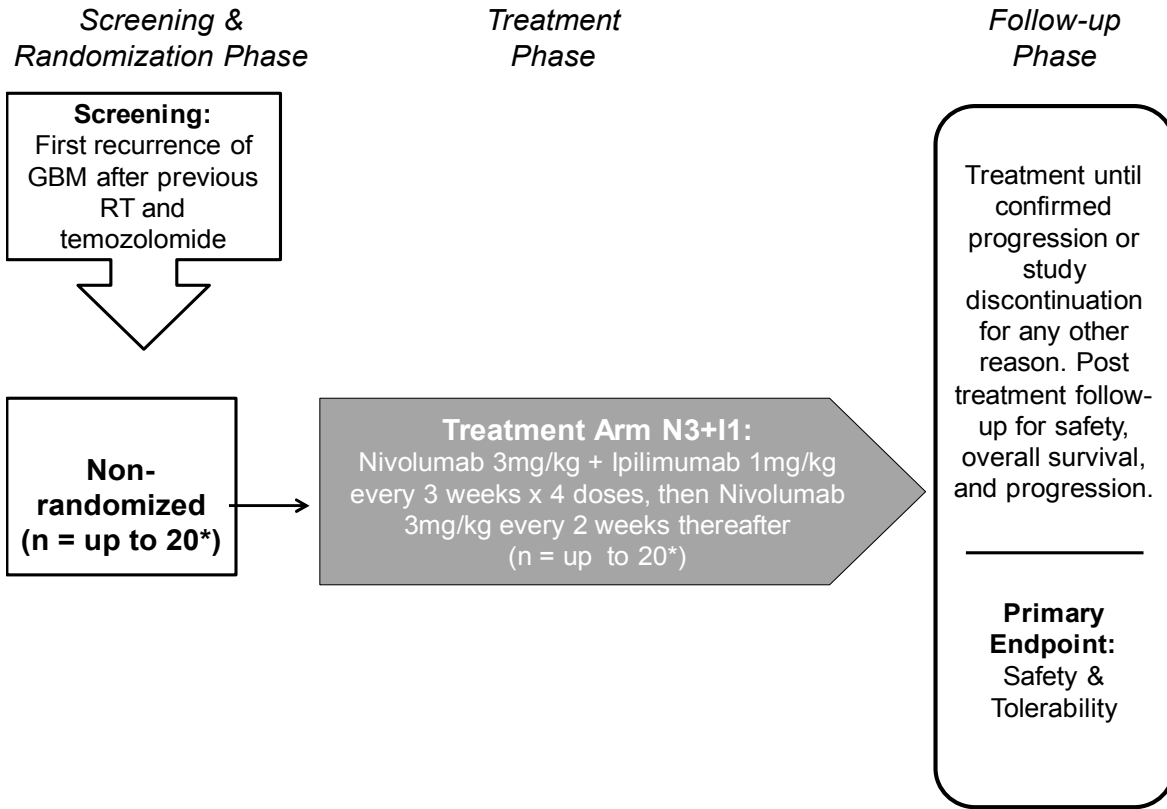 Screening &
Randomization Phase
Treatment
Phase
Follow-up
Phase
Screening:
First recurrence of
GBM after previous
RT and
temozolomide
Non-
randomized
(n = up to 20*)
Treatment Arm N3+I1:
Nivolumab 3mg/kg + Ipilimumab 1mg/kg
every 3 weeks x 4 doses, then Nivolumab
3mg/kg every 2 weeks thereafter
(n = up to 20*)
Treatment until
confirmed
progression or
study
discontinuation
for any other
reason. Post
treatment follow-
up for safety,
overall survival,
and progression.
Primary
Endpoint:
Safety &
Tolerability